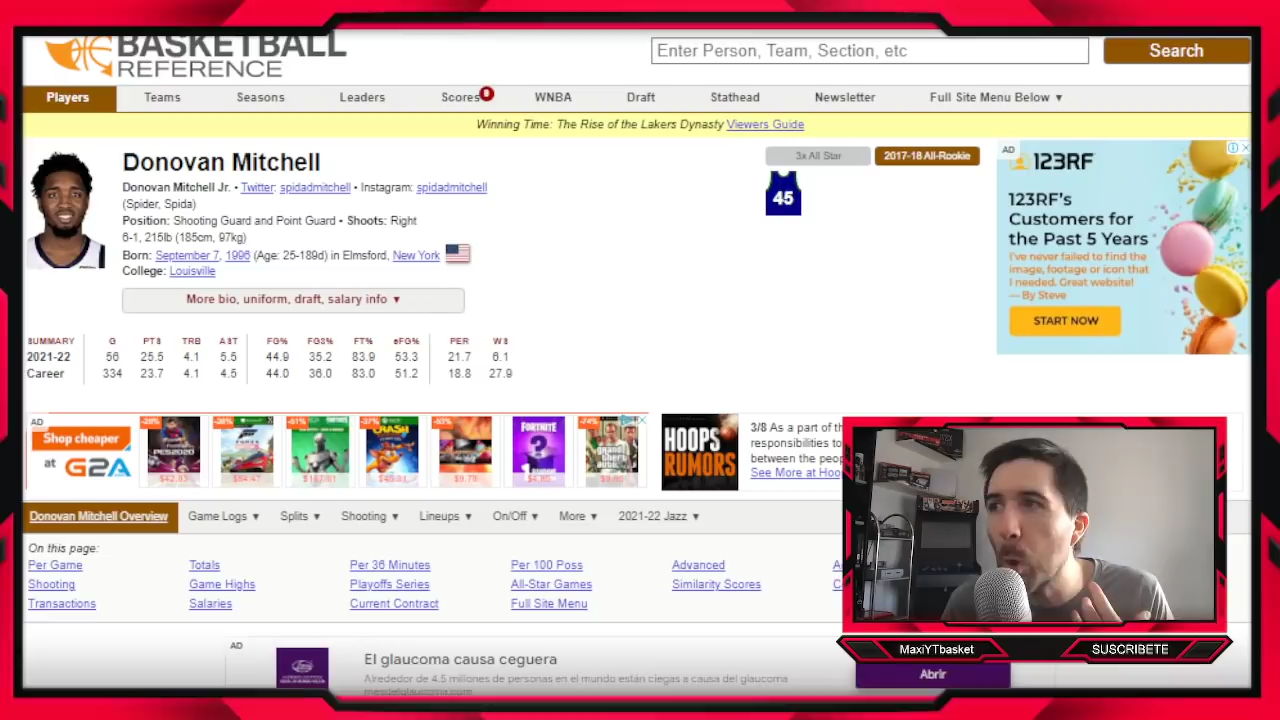 BASKETBALL
REFERENCE
Enter Person, Team, Section, etc
Search
Players
Teams
Seasons
Leaders
Scores
8
WNBA
Draft
Stathead
Newsletter
Full Site Menu Below ▼
Winning Time: The Rise of the Lakers Dynasty Viewers Guide
Donovan Mitchell
Donovan Mitchell Jr. • Twitter: spidadmitchell • Instagram: spidadmitchell
(Spider, Spida)
Position: Shooting Guard and Point Guard • Shoots: Right
6-1, 215lb (185cm, 97kg)
Born: September 7, 1996 (Age: 25-189d) in Elmsford, New York
College: Louisville
More bio, uniform, draft, salary info ▼
3x All Star
2017-18 All-Rookie
45
AD
123RF
123RF's
Customers for
the Past 5 Years
I've never failed to find the
image, footage or icon that
I needed. Great website!
— By Steve
START NOW
SUMMARY G PTS TRB AST FG% FG3% FT% eFG% PER WS
2021-22 56 25.5 4.1 5.5 44.9 35.2 83.9 53.3 21.7 6.1
Career 334 23.7 4.1 4.5 44.0 36.0 83.0 51.2 18.8 27.9
AD
Shop cheaper
at G2A
PES2020
$42.03
CRASH
FORTNITE
grand theft auto
HOOPS
RUMORS
3/8 As a part of th
responsibilities to
between the peop
See More at Hoo
Donovan Mitchell Overview
Game Logs ▼
Splits ▼
Shooting ▼
Lineups ▼
On/Off ▼
More ▼
2021-22 Jazz ▼
On this page:
Per Game
Totals
Per 36 Minutes
Per 100 Poss
Advanced
Shooting
Game Highs
Playoffs Series
All-Star Games
Similarity Scores
Transactions
Salaries
Current Contract
Full Site Menu
AD
El glaucoma causa ceguera
Alrededor de 4.5 millones de personas en el mundo están ciegas a causa del glaucoma
mesdelglaucoma.com
Abrir
MaxiYTbasket
SUSCRIBETE